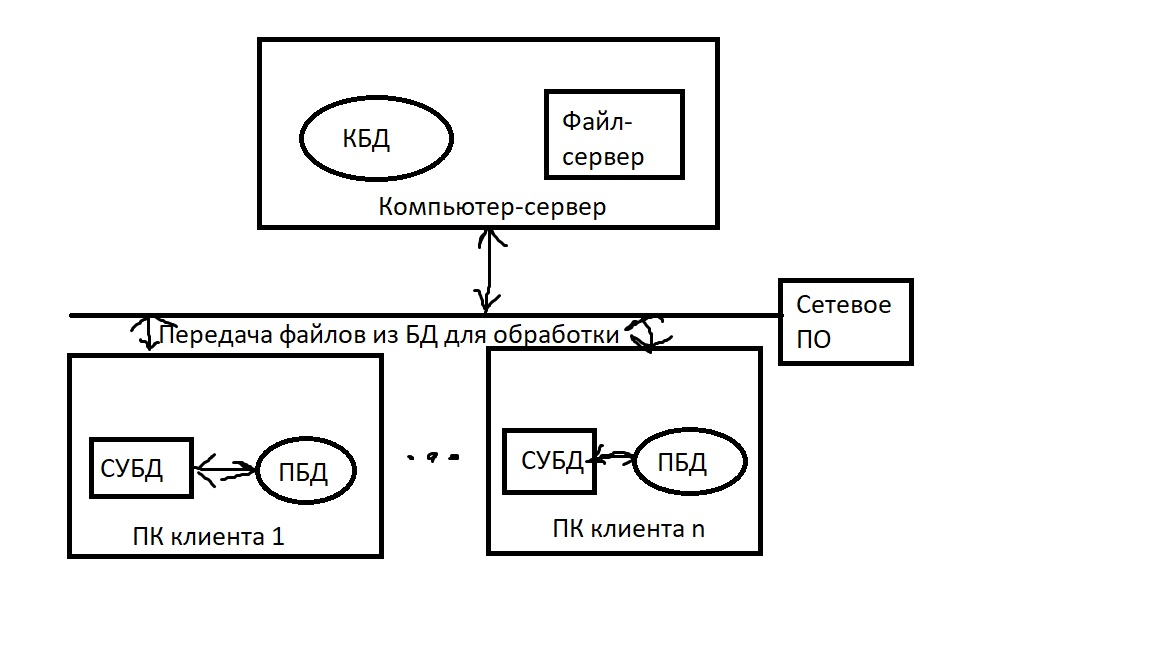 КБД
Файл-
сервер
Компьютер-сервер
Сетевое
ПО
Передача файлов из БД для обработки
СУБД
ПБД
ПК клиента 1
СУБД
ПБД
ПК клиента n